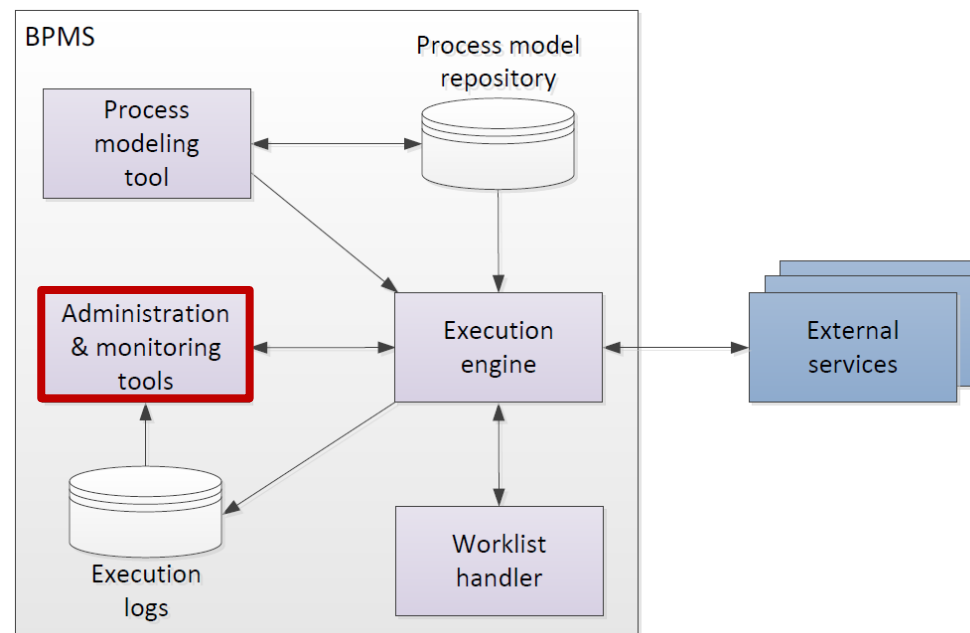 BPMS
Process model
repository
Process
modeling
tool
Administration
& monitoring
tools
Execution
engine
External
services
Execution
logs
Worklist
handler